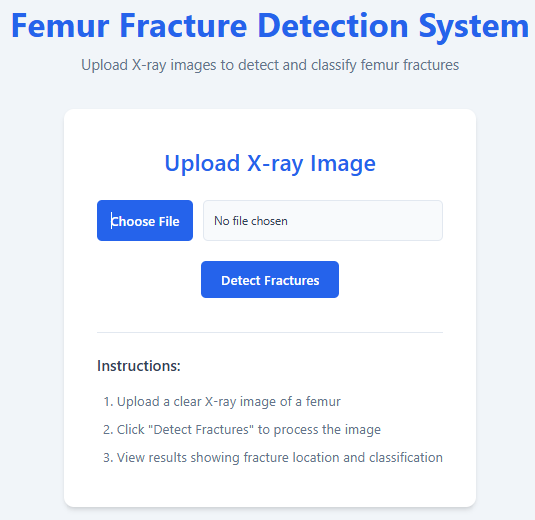 Femur Fracture Detection System
Upload X-ray images to detect and classify femur fractures
Upload X-ray Image
Choose File No file chosen
Detect Fractures
Instructions:
1. Upload a clear X-ray image of a femur
2. Click "Detect Fractures" to process the image
3. View results showing fracture location and classification